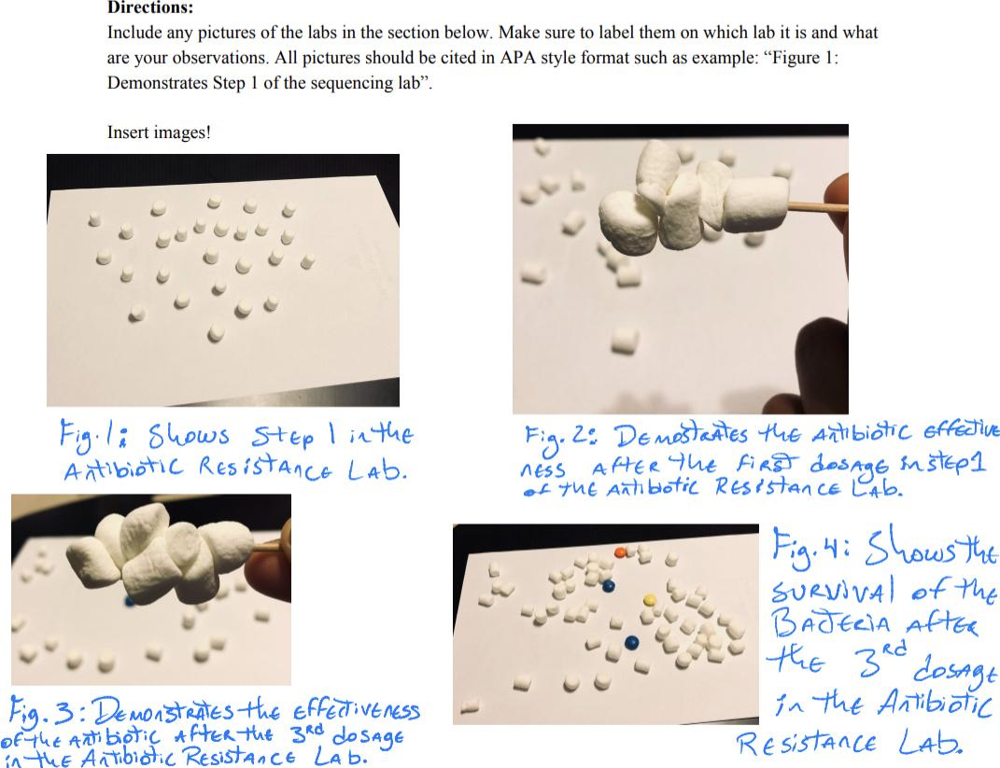 Directions:
Include any pictures of the labs in the section below. Make sure to label them on which lab it is and what
are your observations. All pictures should be cited in APA style format such as example: “Figure 1:
Demonstrates Step 1 of the sequencing lab”.
Insert images!
Fig. 1: Shows Step 1 in the
Antibiotic Resistance Lab.
Fig. 2: Demostrates the Antibiotic effective
ness after the first dosage in step 1
of the Antibiotic Resistance Lab.
Fig. 3: Demonstrates the effectiveness
of the Antibiotic after the 3rd dosage
in the Antibiotic Resistance Lab.
Fig. 4: Shows the
survival of the
Bacteria after
the 3rd dosage
in the Antibiotic
Resistance Lab.